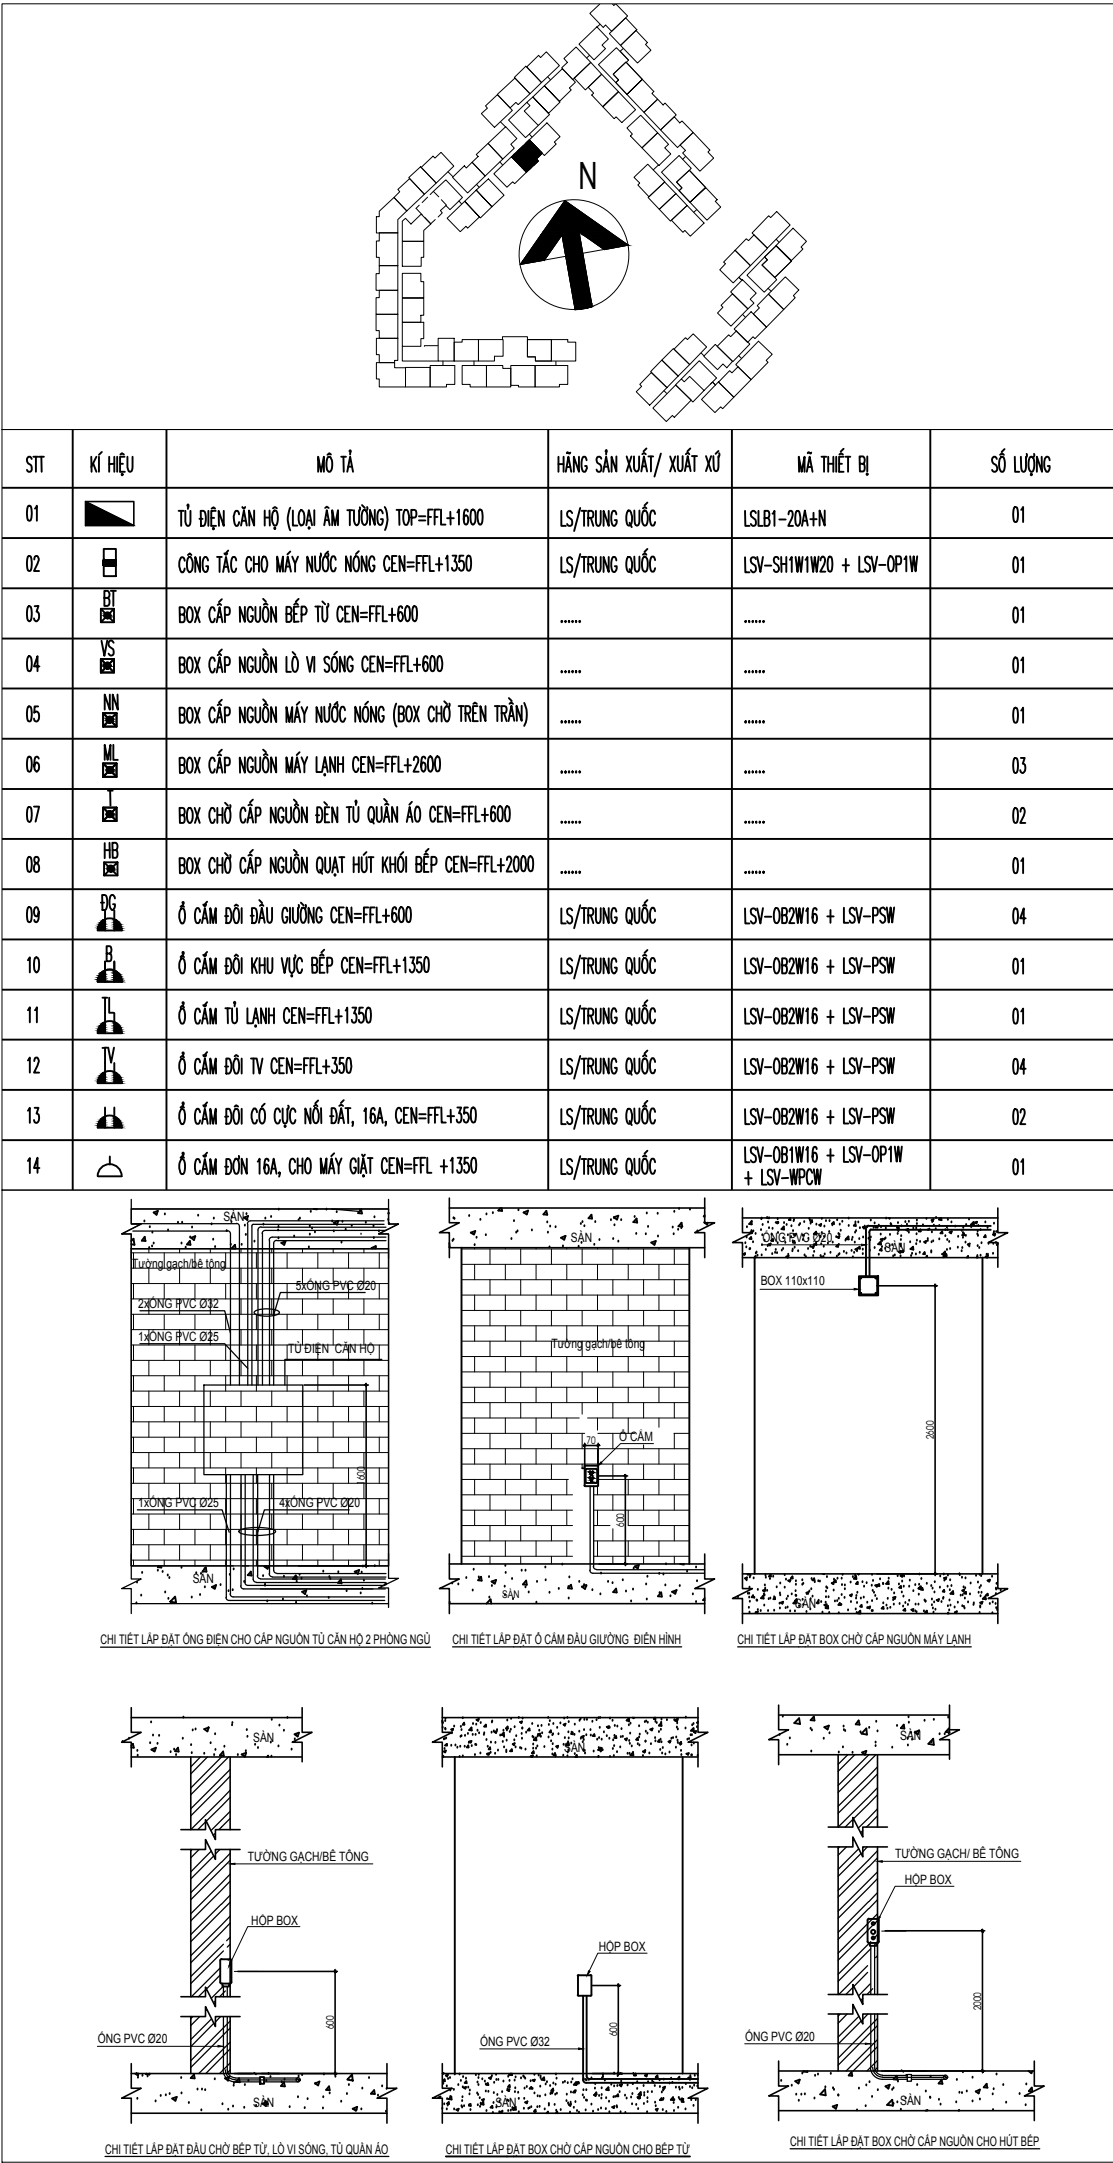 N
STT KÍ HIỆU MÔ TẢ HÃNG SẢN XUẤT/ XUẤT XỨ MÃ THIẾT BỊ SỐ LƯỢNG
01 TỦ ĐIỆN CĂN HỘ (LOẠI ÂM TƯỜNG) TOP=FFL+1600 LS/TRUNG QUỐC LSLB1-20A+N 01
02 CÔNG TẮC CHO MÁY NƯỚC NÓNG CEN=FFL+1350 LS/TRUNG QUỐC LSV-SH1W1W20 + LSV-OP1W 01
03 BT BOX CẤP NGUỒN BẾP TỪ CEN=FFL+600 ...... ...... 01
04 VS BOX CẤP NGUỒN LÒ VI SÓNG CEN=FFL+600 ...... ...... 01
05 NN BOX CẤP NGUỒN MÁY NƯỚC NÓNG (BOX CHỜ TRÊN TRẦN) ...... ...... 01
06 ML BOX CẤP NGUỒN MÁY LẠNH CEN=FFL+2600 ...... ...... 03
07 T BOX CHỜ CẤP NGUỒN ĐÈN TỦ QUẦN ÁO CEN=FFL+600 ...... ...... 02
08 HB BOX CHỜ CẤP NGUỒN QUẠT HÚT KHÓI BẾP CEN=FFL+2000 ...... ...... 01
09 ĐG Ổ CẮM ĐÔI ĐẦU GIƯỜNG CEN=FFL+600 LS/TRUNG QUỐC LSV-OB2W16 + LSV-PSW 04
10 B Ổ CẮM ĐÔI KHU VỰC BẾP CEN=FFL+1350 LS/TRUNG QUỐC LSV-OB2W16 + LSV-PSW 01
11 TL Ổ CẮM TỦ LẠNH CEN=FFL+1350 LS/TRUNG QUỐC LSV-OB2W16 + LSV-PSW 01
12 TV Ổ CẮM ĐÔI TV CEN=FFL+350 LS/TRUNG QUỐC LSV-OB2W16 + LSV-PSW 04
13 Ổ CẮM ĐÔI CÓ CỰC NỐI ĐẤT, 16A, CEN=FFL+350 LS/TRUNG QUỐC LSV-OB2W16 + LSV-PSW 02
14 Ổ CẮM ĐƠN 16A, CHO MÁY GIẶT CEN=FFL +1350 LS/TRUNG QUỐC LSV-OB1W16 + LSV-OP1W 01
+ LSV-WPCW
SÀN
Tường gạch/bê tông
5xỐNG PVC Ø20
2xỐNG PVC Ø32
1xỐNG PVC Ø25
TỦ ĐIỆN CĂN HỘ
1600
1xỐNG PVC Ø25
4xỐNG PVC Ø20
SÀN
CHI TIẾT LẮP ĐẶT ỐNG ĐIỆN CHO CẤP NGUỒN TỦ CĂN HỘ 2 PHÒNG NGỦ
SÀN
Tường gạch/bê tông
70
Ổ CẮM
600
SÀN
CHI TIẾT LẮP ĐẶT Ổ CẮM ĐẦU GIƯỜNG ĐIỂN HÌNH
ỐNG PVC Ø20
SÀN
BOX 110x110
2600
SÀN
CHI TIẾT LẮP ĐẶT BOX CHỜ CẤP NGUỒN MÁY LẠNH
SÀN
TƯỜNG GẠCH/BÊ TÔNG
HỘP BOX
600
ỐNG PVC Ø20
SÀN
CHI TIẾT LẮP ĐẶT ĐẦU CHỜ BẾP TỪ, LÒ VI SÓNG, TỦ QUẦN ÁO
SÀN
HỘP BOX
600
ỐNG PVC Ø32
SÀN
CHI TIẾT LẮP ĐẶT BOX CHỜ CẤP NGUỒN CHO BẾP TỪ
SÀN
TƯỜNG GẠCH/ BÊ TÔNG
HỘP BOX
2000
ỐNG PVC Ø20
SÀN
CHI TIẾT LẮP ĐẶT BOX CHỜ CẤP NGUỒN CHO HÚT BẾP